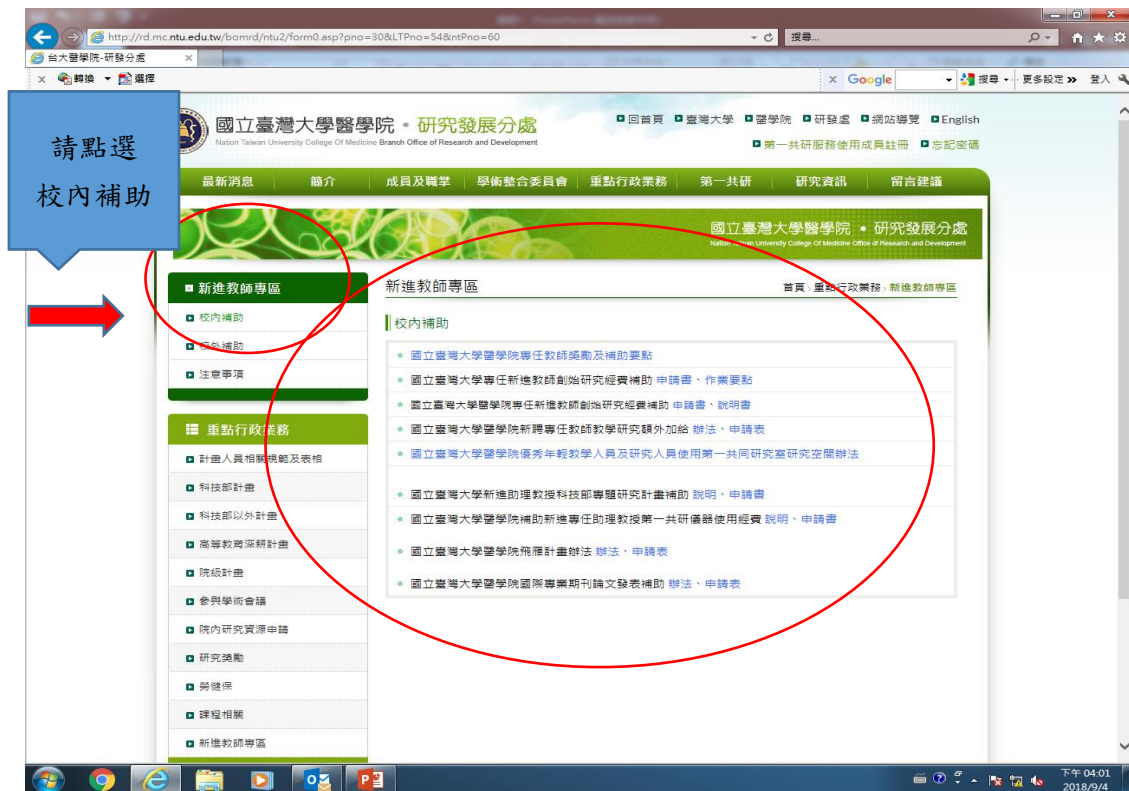 http://rd.mc.ntu.edu.tw/bomrd/ntu2/form0.asp?pno=30&LTPno=54&ntPno=60
搜尋...
台大醫學院-研發分處
轉換 選擇
Google
搜尋 更多設定 登入
請點選
校內補助
國立臺灣大學醫學院・研究發展分處
Nation Taiwan University College Of Medicine Branch Office of Research and Development
回首頁 臺灣大學 醫學院 研發處 網站導覽 English
第一共研服務使用成員註冊 忘記密碼
最新消息 簡介 成員及職掌 學術整合委員會 重點行政業務 第一共研 研究資訊 留言建議
國立臺灣大學醫學院・研究發展分處
新進教師專區
校內補助
校外補助
注意事項
重點行政業務
計畫人員相關規範及表格
科技部計畫
科技部以外計畫
高等教育深耕計畫
院級計畫
參與學術會議
院內研究資源申請
研究獎勵
勞健保
課程相關
新進教師專區
新進教師專區
首頁 › 重點行政業務 › 新進教師專區
校內補助
國立臺灣大學醫學院專任教師獎勵及補助要點
國立臺灣大學專任新進教師創始研究經費補助 申請書、作業要點
國立臺灣大學醫學院專任新進教師創始研究經費補助 申請書、說明書
國立臺灣大學醫學院新聘專任教師教學研究額外加給 辦法、申請表
國立臺灣大學醫學院優秀年輕教學人員及研究人員使用第一共同研究室研究空間辦法
國立臺灣大學新進助理教授科技部專題研究計畫補助 說明、申請書
國立臺灣大學醫學院補助新進專任助理教授第一共研儀器使用經費 說明、申請書
國立臺灣大學醫學院飛雁計畫辦法 辦法、申請表
國立臺灣大學醫學院國際專業期刊論文發表補助 辦法、申請表
下午 04:01
2018/9/4